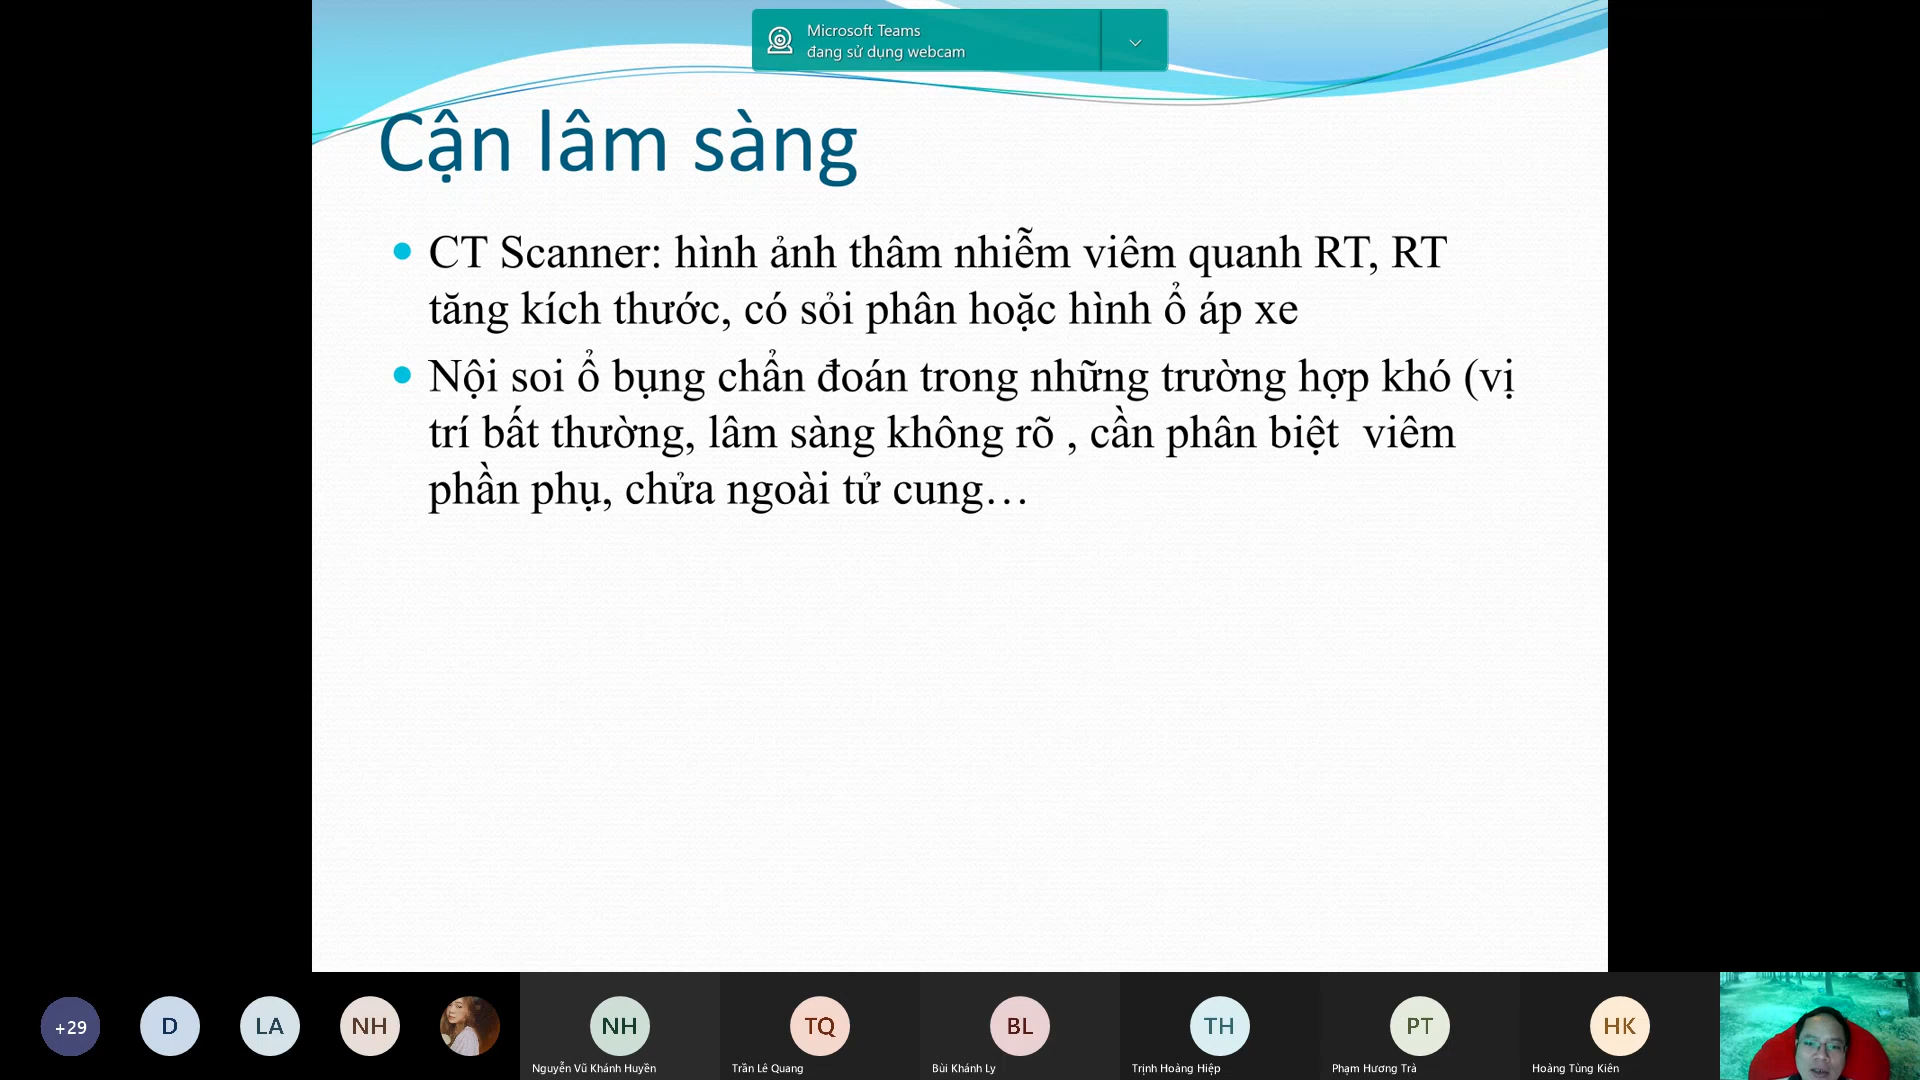 Microsoft Teams
đang sử dụng webcam
Cận lâm sàng
CT Scanner: hình ảnh thâm nhiễm viêm quanh RT, RT
tăng kích thước, có sỏi phân hoặc hình ổ áp xe
Nội soi ổ bụng chẩn đoán trong những trường hợp khó (vị
trí bất thường, lâm sàng không rõ , cần phân biệt  viêm
phần phụ, chửa ngoài tử cung…
+29
D
LA
NH
NH
TQ
BL
TH
PT
HK
Nguyễn Vũ Khánh Huyền
Trần Lê Quang
Bùi Khánh Ly
Trịnh Hoàng Hiệp
Phạm Hương Trà
Hoàng Tùng Kiên